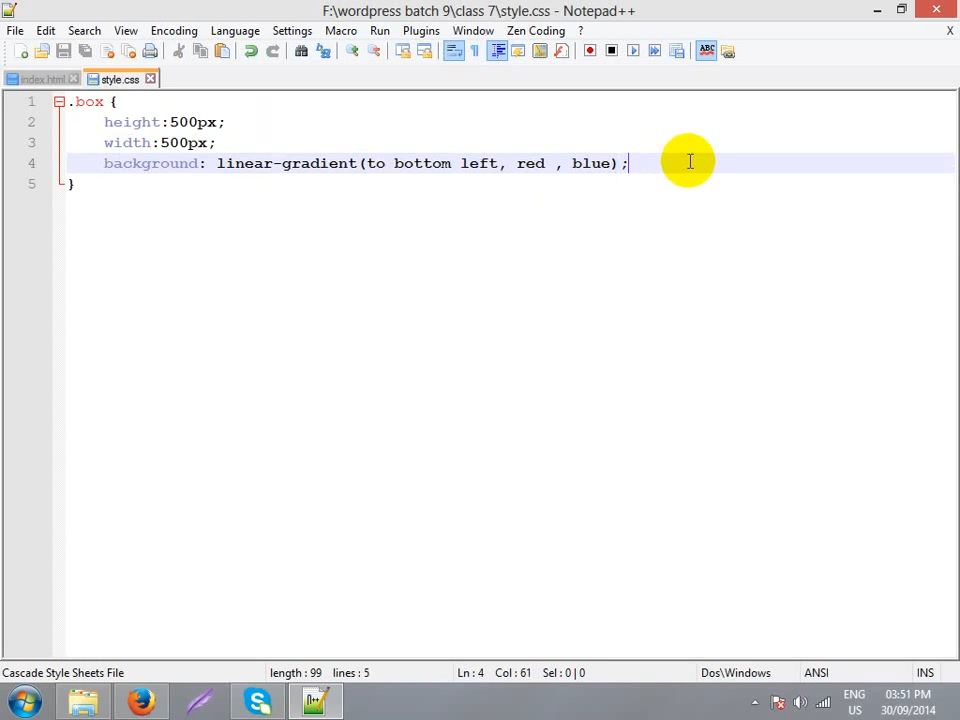 F:\wordpress batch 9\class 7\style.css - Notepad++
File Edit Search View Encoding Language Settings Macro Run Plugins Window Zen Coding ? X
index.html style.css
1 .box {
2 height:500px;
3 width:500px;
4 background: linear-gradient(to bottom left, red , blue);
5 }
Cascade Style Sheets File length : 99 lines : 5 Ln : 4 Col : 61 Sel : 0 | 0 Dos\Windows ANSI INS
ENG 03:51 PM
US 30/09/2014